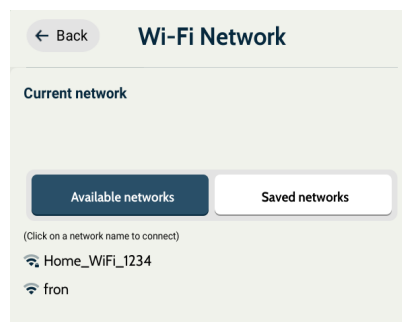 ← Back
Wi-Fi Network
Current network
Available networks
Saved networks
(Click on a network name to connect)
Home_WiFi_1234
fron